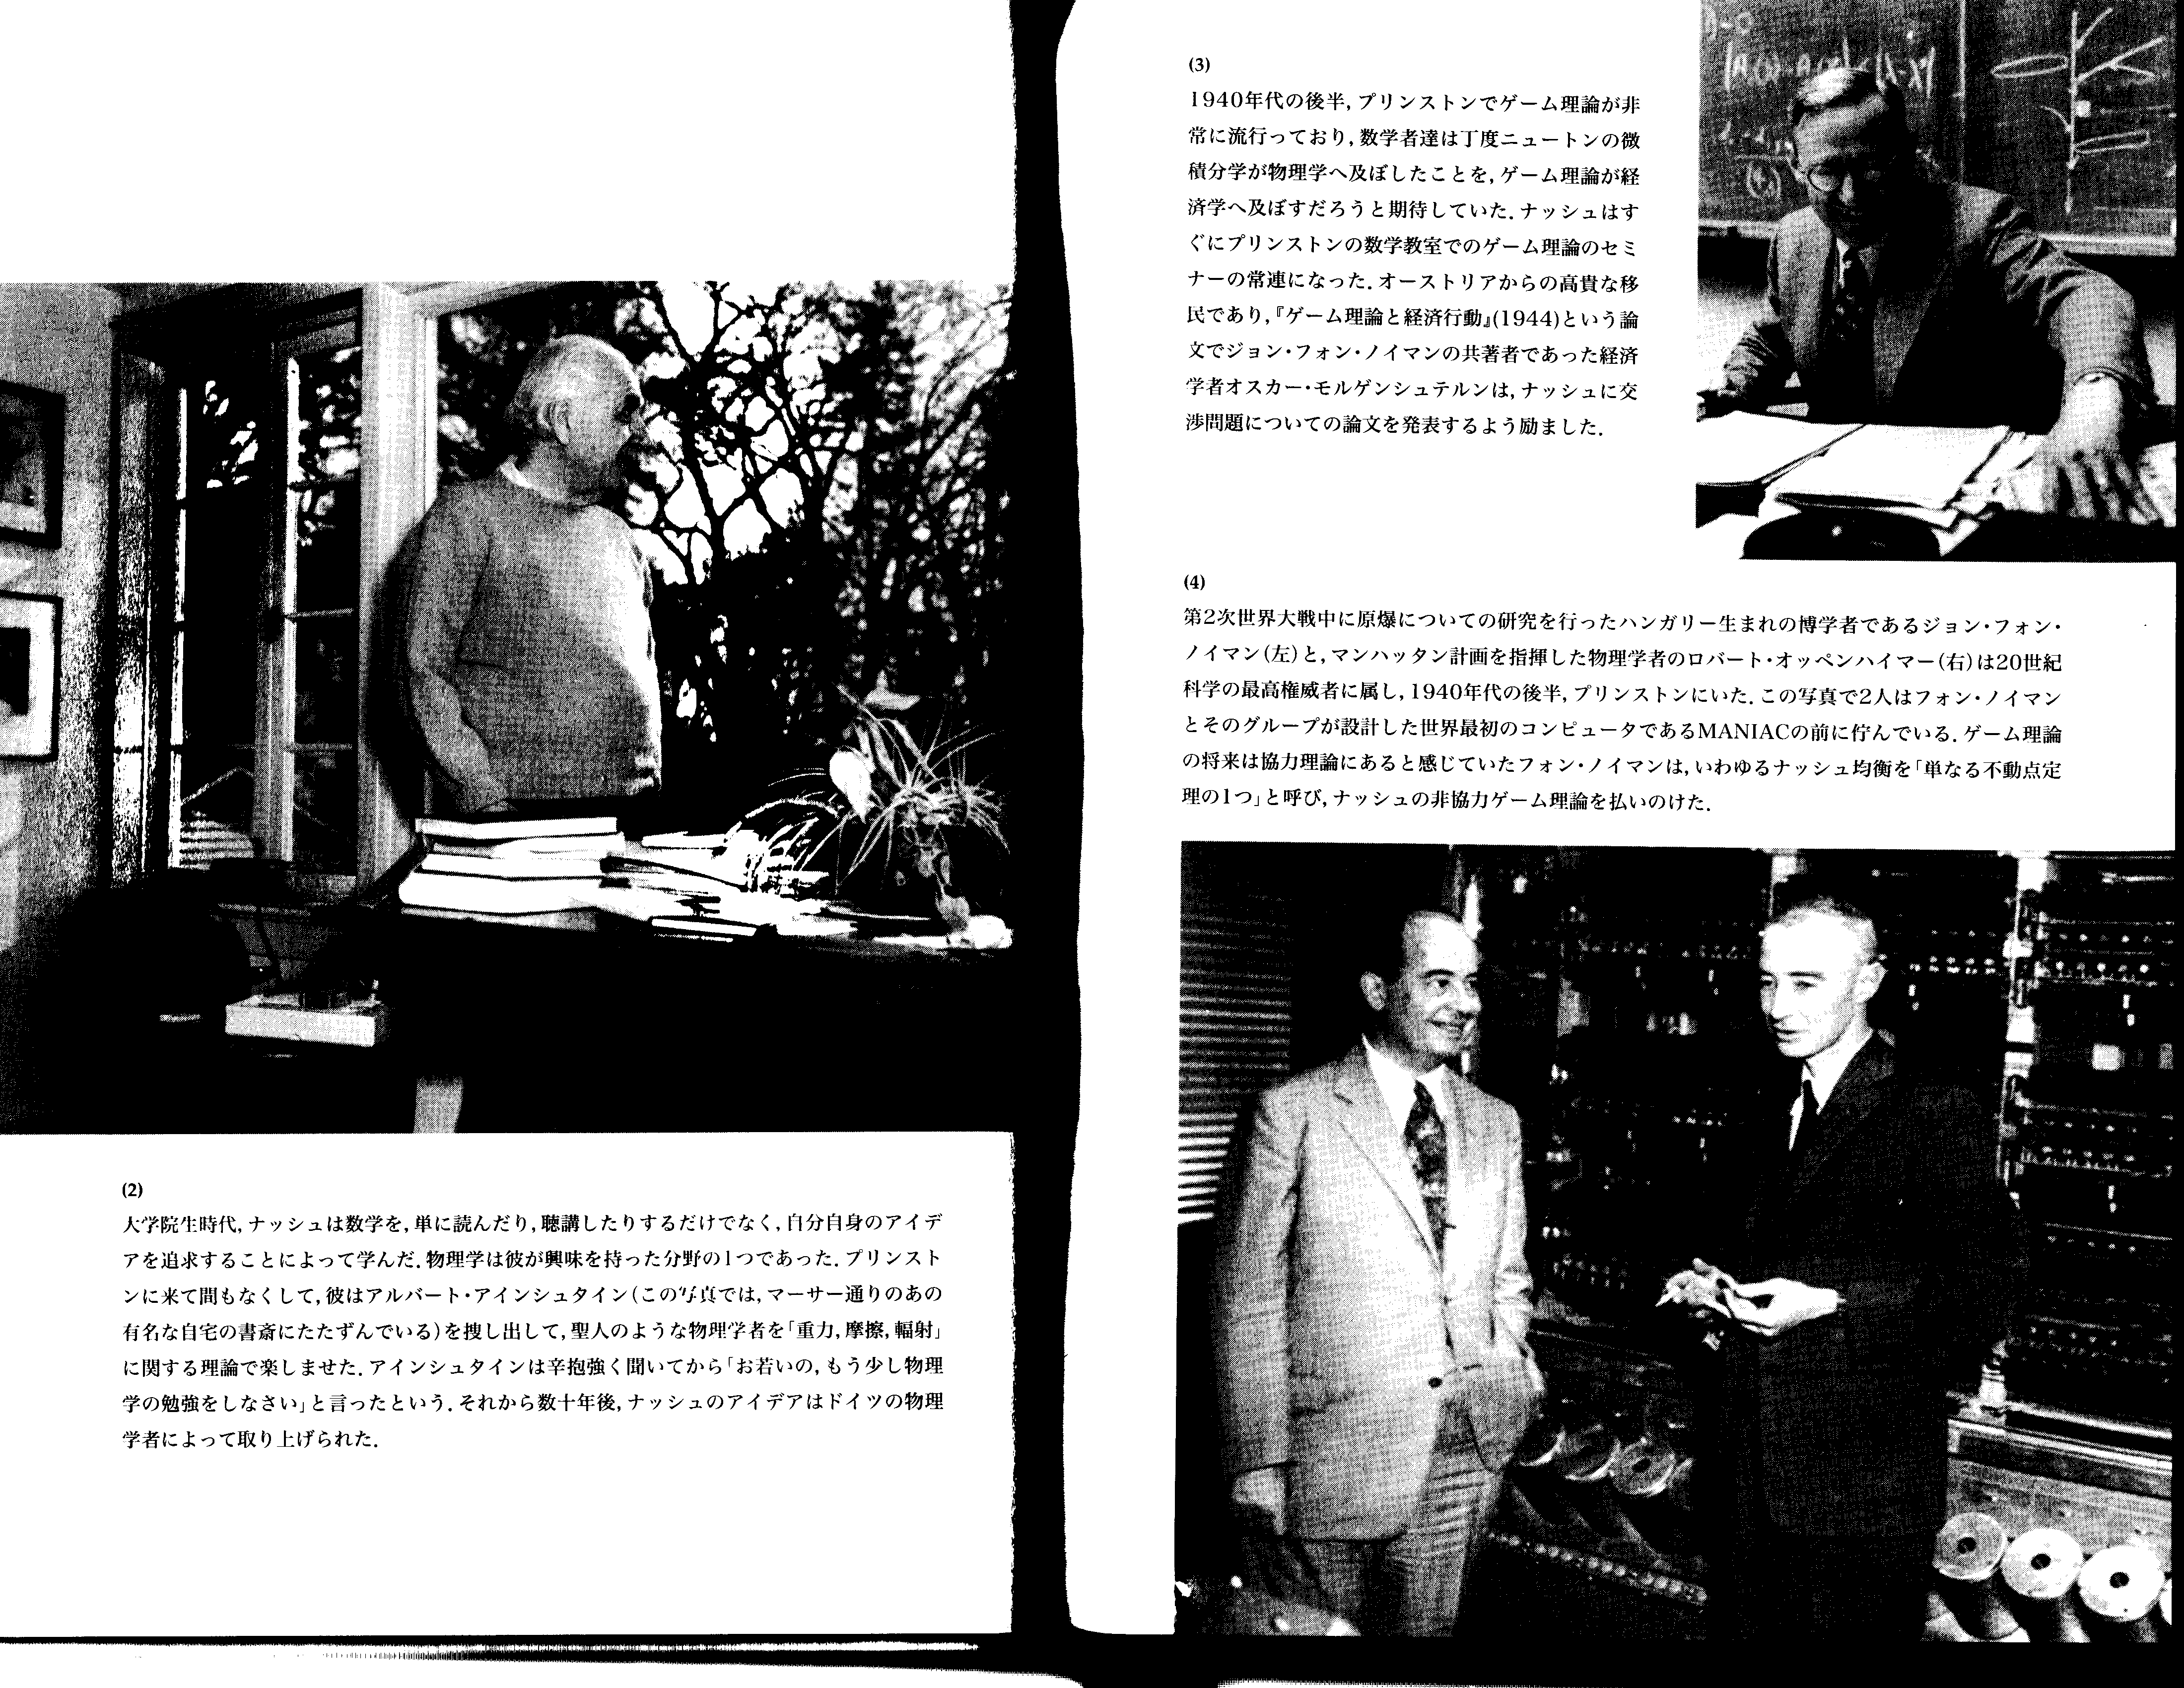 (2)
大学院生時代,ナッシュは数学を,単に読んだり,聴講したりするだけでなく,自分自身のアイデ
アを追求することによって学んだ.物理学は彼が興味を持った分野の1つであった.プリンスト
ンに来て間もなくして,彼はアルバート・アインシュタイン(この写真では,マーサー通りのあの
有名な自宅の書斎にたたずんでいる)を捜し出して,聖人のような物理学者を「重力,摩擦,輻射」
に関する理論で楽しませた.アインシュタインは辛抱強く聞いてから「お若いの,もう少し物理
学の勉強をしなさい」と言ったという.それから数十年後,ナッシュのアイデアはドイツの物理
学者によって取り上げられた.
(3)
1940年代の後半,プリンストンでゲーム理論が非
常に流行っており,数学者達は丁度ニュートンの微
積分学が物理学へ及ぼしたことを,ゲーム理論が経
済学へ及ぼすだろうと期待していた.ナッシュはす
ぐにプリンストンの数学教室でのゲーム理論のセミ
ナーの常連になった.オーストリアからの高貴な移
民であり,『ゲーム理論と経済行動』(1944)という論
文でジョン・フォン・ノイマンの共著者であった経済
学者オスカー・モルゲンシュテルンは,ナッシュに交
渉問題についての論文を発表するよう励ました.
(4)
第2次世界大戦中に原爆についての研究を行ったハンガリー生まれの博学者であるジョン・フォン・
ノイマン(左)と,マンハッタン計画を指揮した物理学者のロバート・オッペンハイマー(右)は20世紀
科学の最高権威者に属し,1940年代の後半,プリンストンにいた.この写真で2人はフォン・ノイマン
とそのグループが設計した世界最初のコンピュータであるMANIACの前に佇んでいる.ゲーム理論
の将来は協力理論にあると感じていたフォン・ノイマンは,いわゆるナッシュ均衡を「単なる不動点定
理の1つ」と呼び,ナッシュの非協力ゲーム理論を払いのけた.